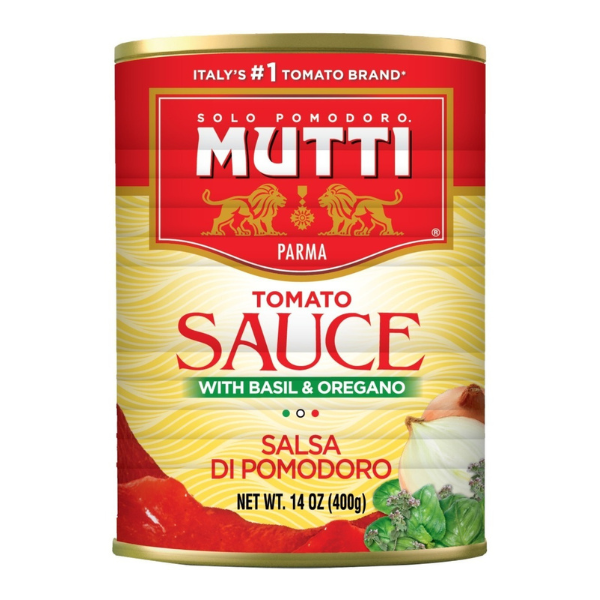 ITALY'S #1 TOMATO BRAND*
SOLO POMODORO.
MUTTI
®
PARMA
TOMATO
SAUCE
WITH BASIL & OREGANO
SALSA
DI POMODORO
NET WT. 14 OZ (400g)